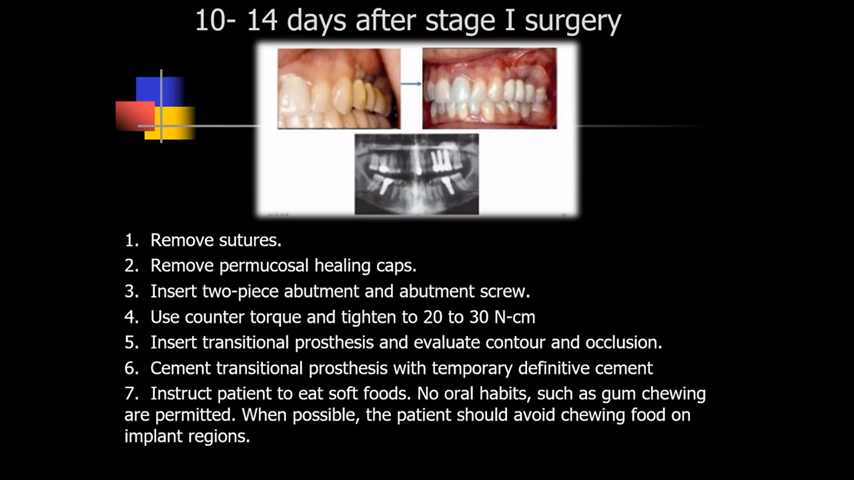 10- 14 days after stage I surgery
1. Remove sutures.
2. Remove permucosal healing caps.
3. Insert two-piece abutment and abutment screw.
4. Use counter torque and tighten to 20 to 30 N-cm
5. Insert transitional prosthesis and evaluate contour and occlusion.
6. Cement transitional prosthesis with temporary definitive cement
7. Instruct patient to eat soft foods. No oral habits, such as gum chewing
are permitted. When possible, the patient should avoid chewing food on
implant regions.